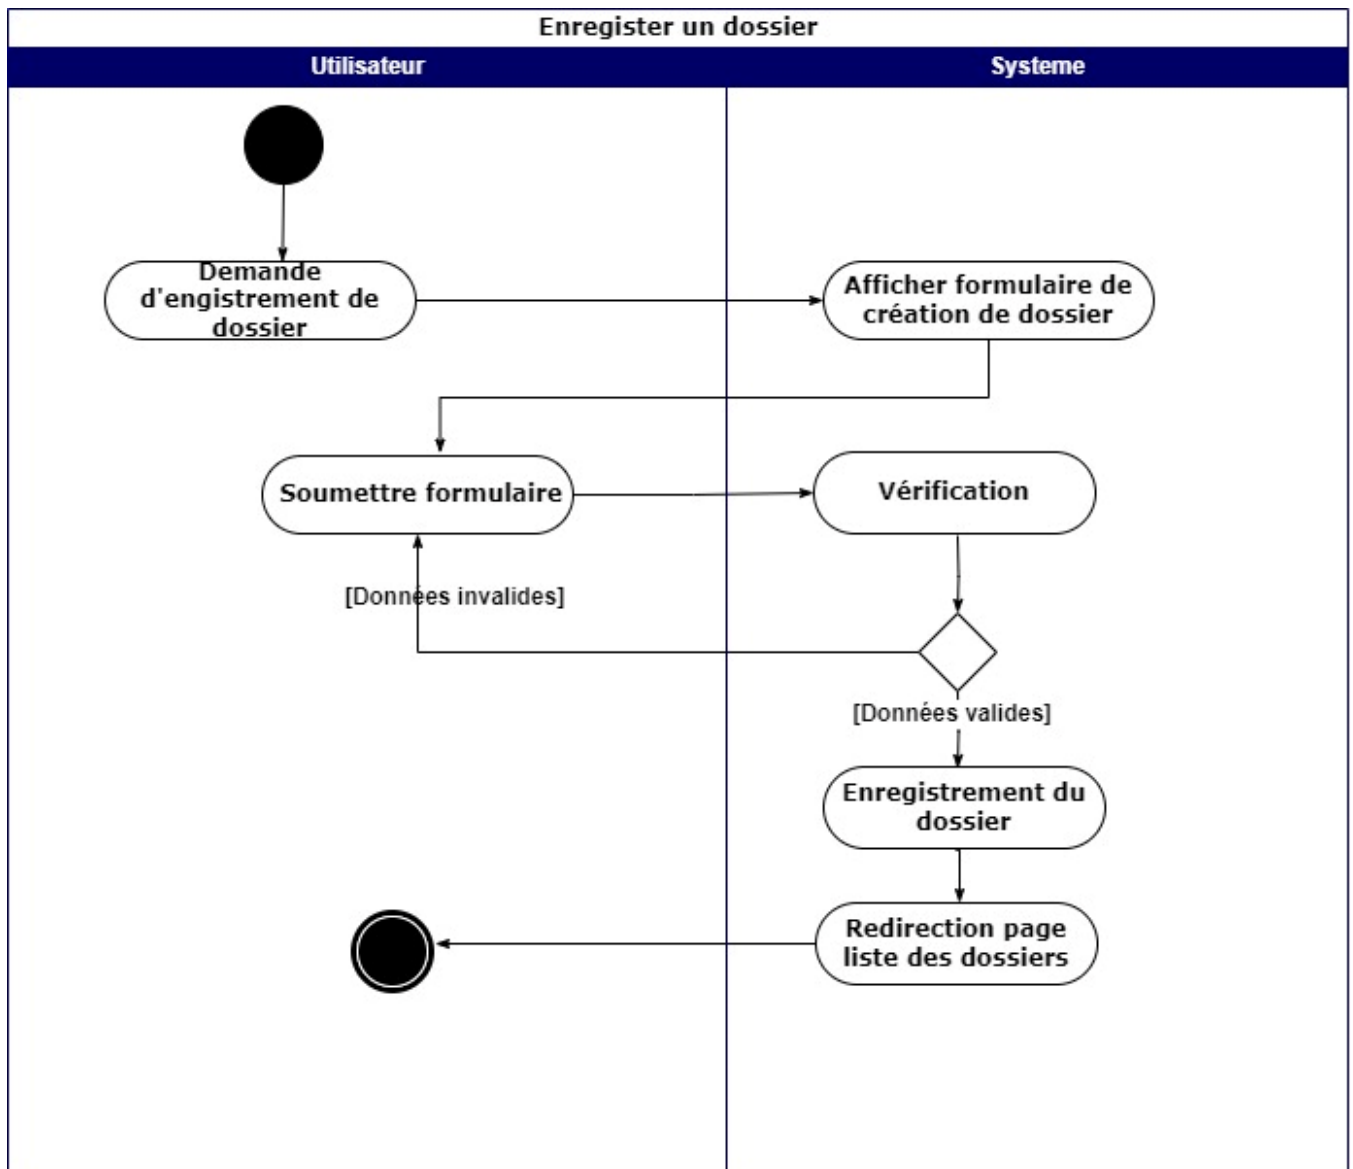 Enregister un dossier
Utilisateur
Systeme
Demande
d'engistrement de
dossier
Afficher formulaire de
création de dossier
Soumettre formulaire
Vérification
[Données invalides]
[Données valides]
Enregistrement du
dossier
Redirection page
liste des dossiers